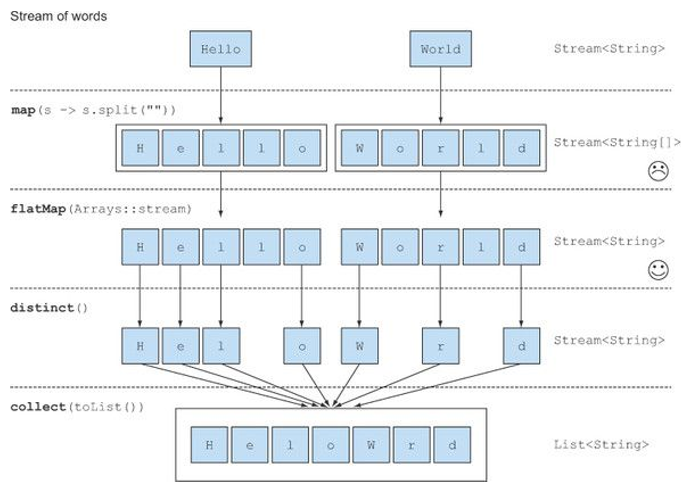 Stream of words
Hello World Stream<String>
map(s -> s.split(""))
H e l l o W o r l d Stream<String[]>
flatMap(Arrays::stream)
H e l l o W o r l d Stream<String>
distinct()
H e l o W r d Stream<String>
collect(toList())
H e l o W r d List<String>